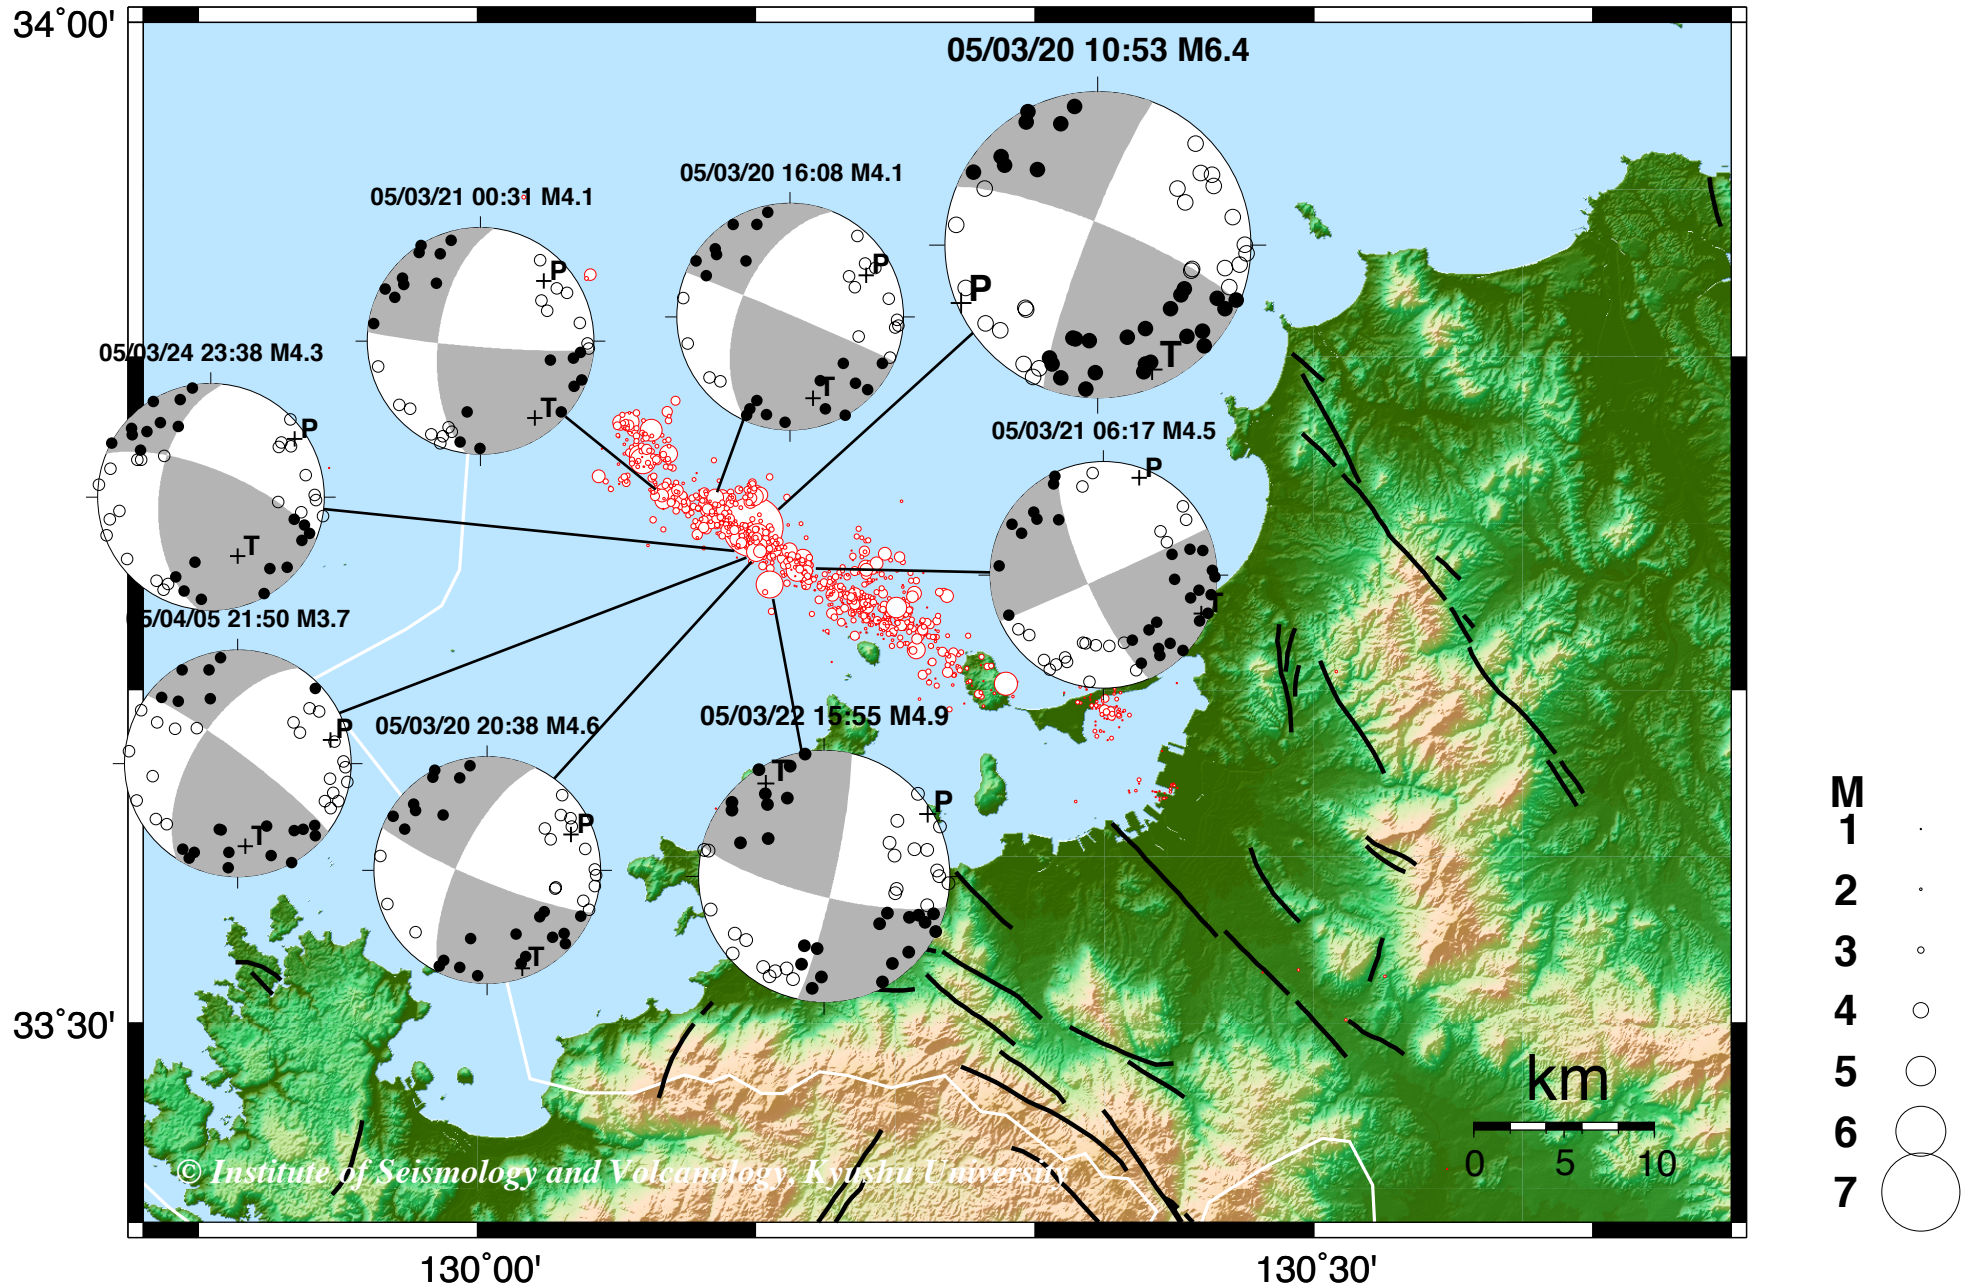 34°00'
05/03/20 10:53 M6.4
05/03/20 16:08 M4.1
05/03/21 00:31 M4.1
P
P
P
T
T
T
05/03/24 23:38 M4.3
05/03/21 06:17 M4.5
P
P
T
T
05/04/05 21:50 M3.7
05/03/20 20:38 M4.6
05/03/22 15:55 M4.9
P
T
P
T
P
T
M
1
2
3
4
5
6
7
33°30'
km
0 5 10
© Institute of Seismology and Volcanology, Kyushu University
130°00'
130°30'